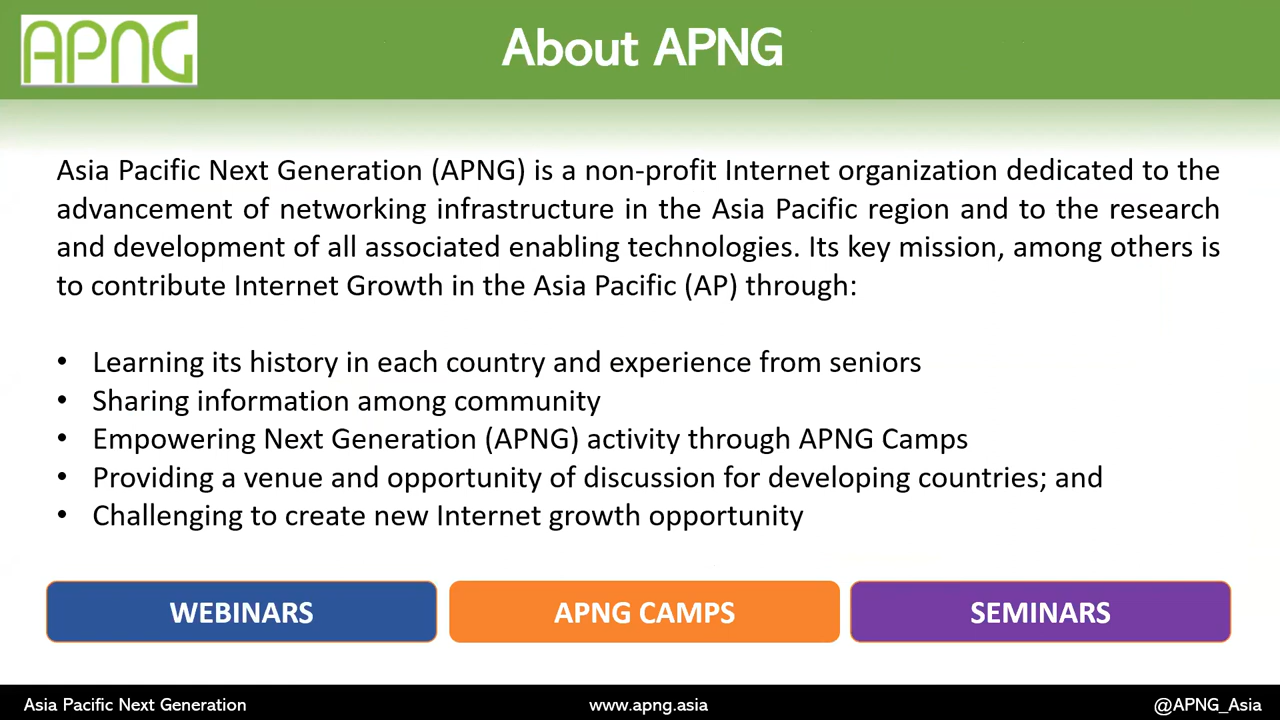 APNG
About APNG
Asia Pacific Next Generation (APNG) is a non-profit Internet organization dedicated to the
advancement of networking infrastructure in the Asia Pacific region and to the research
and development of all associated enabling technologies. Its key mission, among others is
to contribute Internet Growth in the Asia Pacific (AP) through:
• Learning its history in each country and experience from seniors
• Sharing information among community
• Empowering Next Generation (APNG) activity through APNG Camps
• Providing a venue and opportunity of discussion for developing countries; and
• Challenging to create new Internet growth opportunity
WEBINARS
APNG CAMPS
SEMINARS
Asia Pacific Next Generation
www.apng.asia
@APNG_Asia